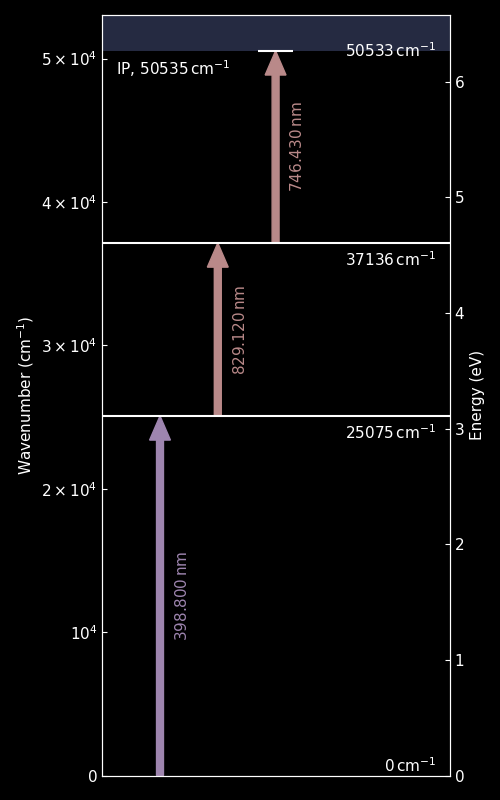 50533 cm⁻¹
5 × 10⁴
IP, 50535 cm⁻¹
6
746.430 nm
4 × 10⁴
5
37136 cm⁻¹
4
829.120 nm
3 × 10⁴
Wavenumber (cm⁻¹)
Energy (eV)
25075 cm⁻¹
3
2 × 10⁴
2
398.800 nm
10⁴
1
0 cm⁻¹
0
0